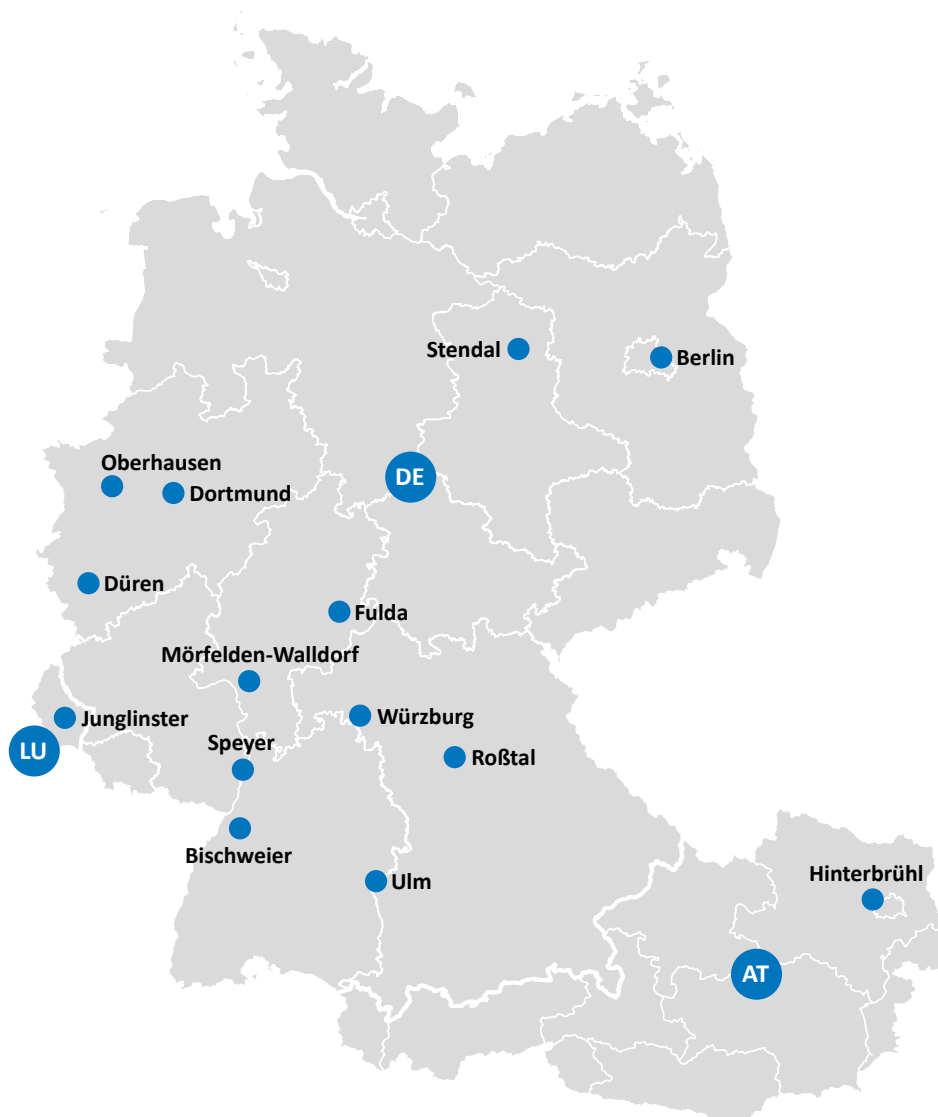 Stendal
Berlin
Oberhausen
DE
Dortmund
Düren
Fulda
Mörfelden-Walldorf
Junglinster
Würzburg
Speyer
LU
Roßtal
Bischweier
Ulm
Hinterbrühl
AT